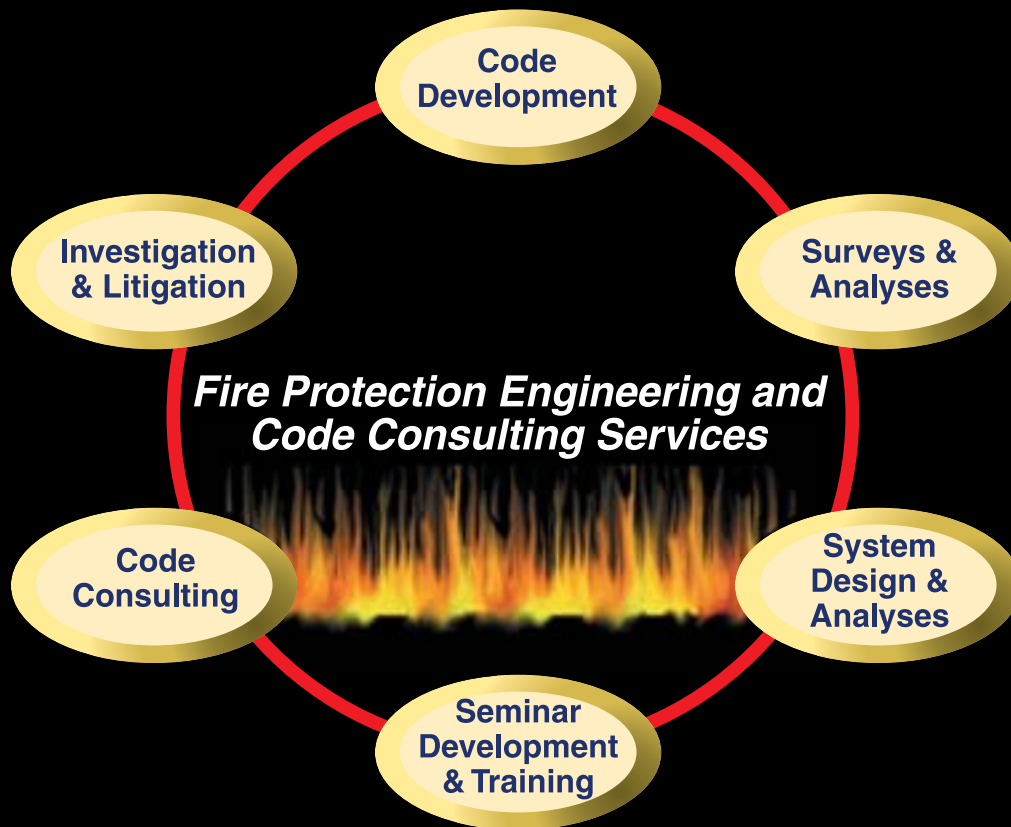 Code
Development
Investigation
& Litigation
Surveys &
Analyses
Fire Protection Engineering and
Code Consulting Services
Code
Consulting
System
Design &
Analyses
Seminar
Development
& Training